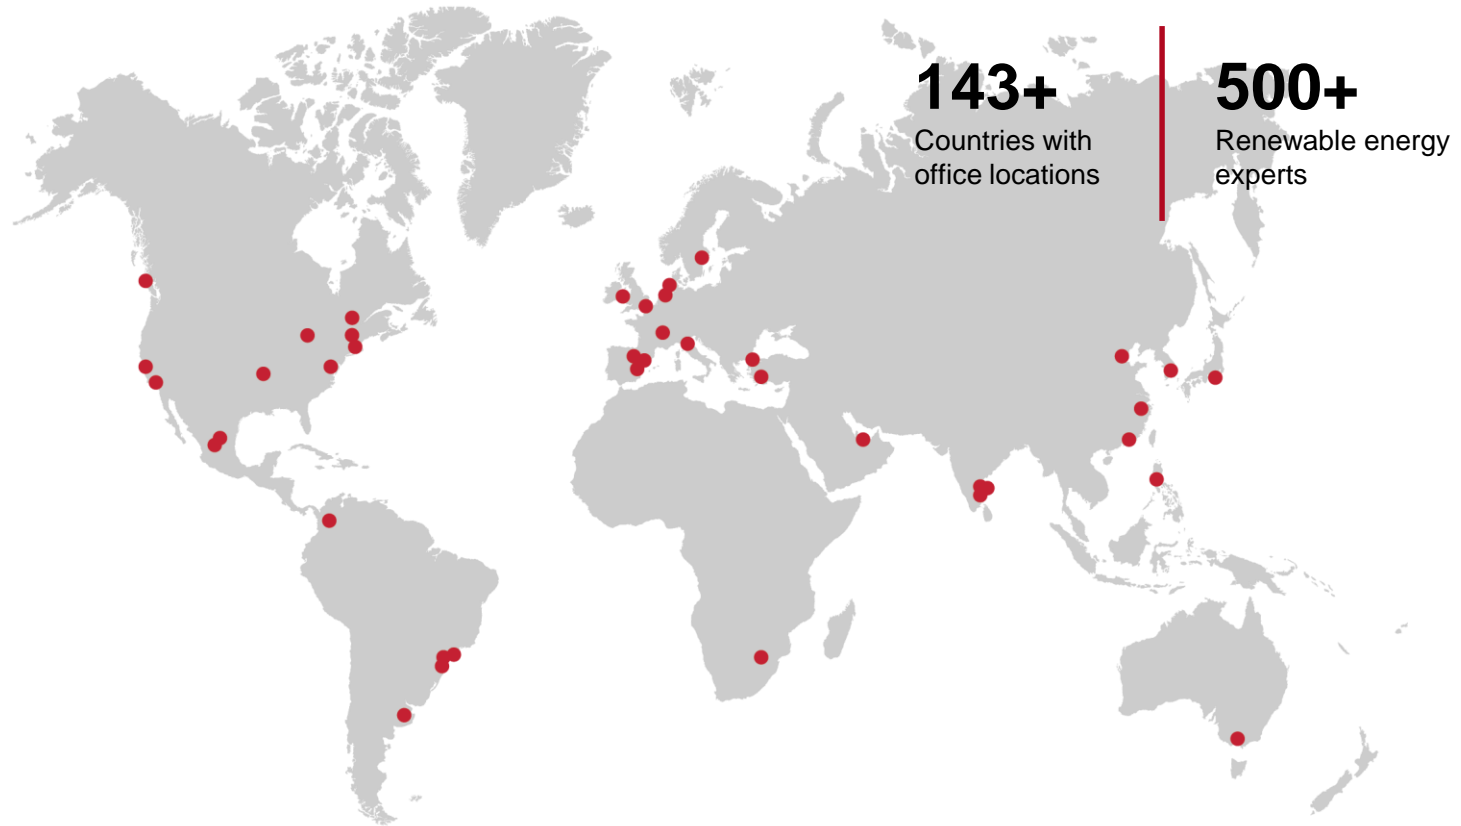 143+
Countries with
office locations
500+
Renewable energy
experts